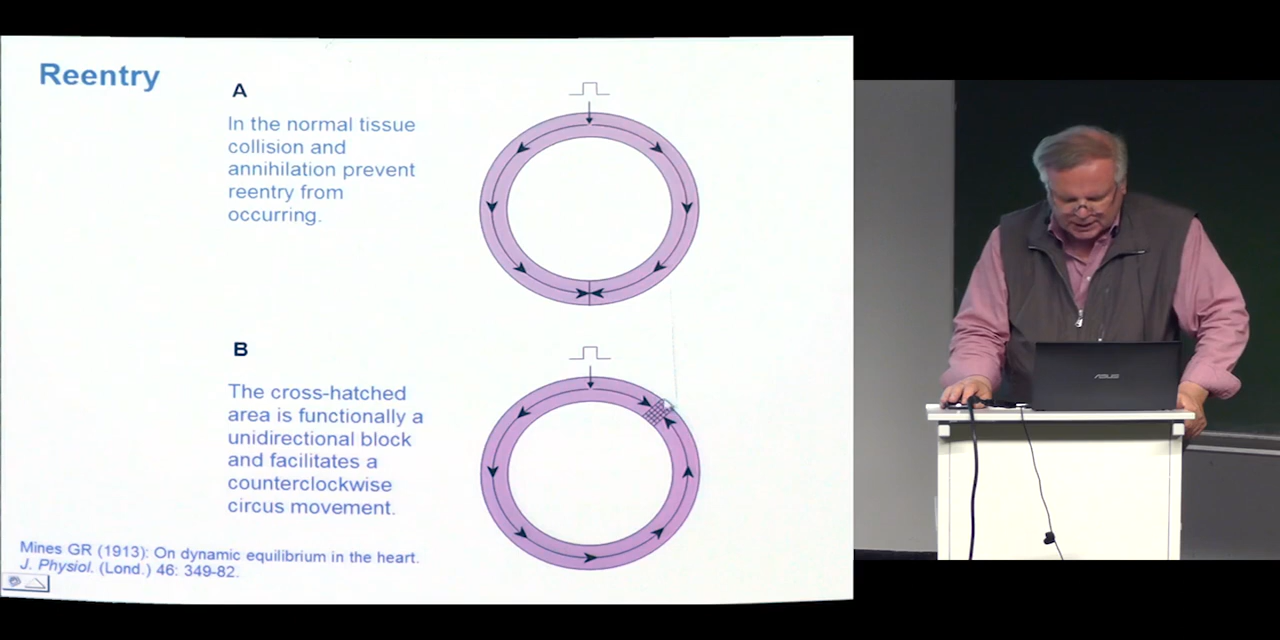 Reentry
A
In the normal tissue
collision and
annihilation prevent
reentry from
occurring.
B
The cross-hatched
area is functionally a
unidirectional block
and facilitates a
counterclockwise
circus movement.
Mines GR (1913): On dynamic equilibrium in the heart.
J. Physiol. (Lond.) 46: 349-82.
ASUS